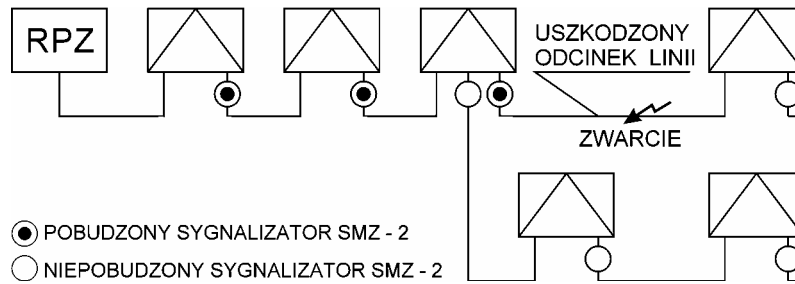 RPZ
USZKODZONY
ODCINEK LINII
ZWARCIE
POBUDZONY SYGNALIZATOR SMZ - 2
NIEPOBUDZONY SYGNALIZATOR SMZ - 2